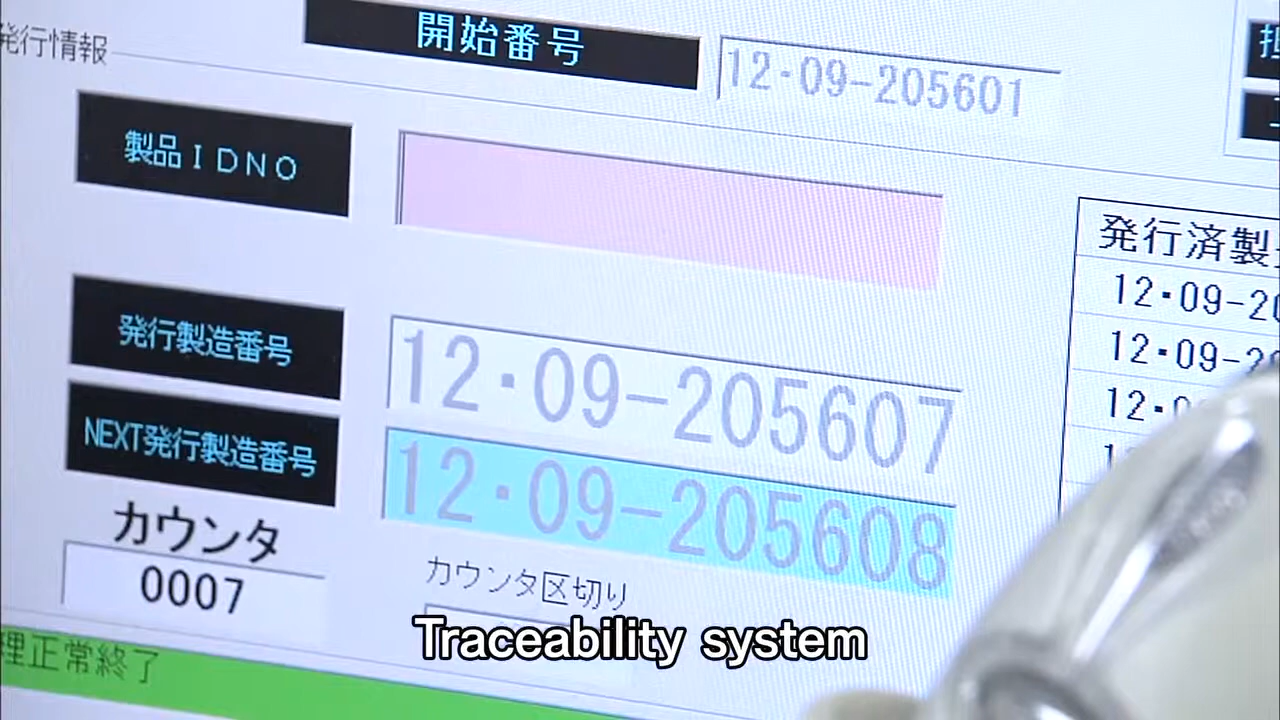 開始番号
12・09-205601
発行情報
製品IDNO
発行済製
12・09-20
発行製造番号
12・09-205607
12・09-20
NEXT発行製造番号
12・09-205608
12・0
カウンタ
0007
カウンタ区切り
理正常終了
Traceability system